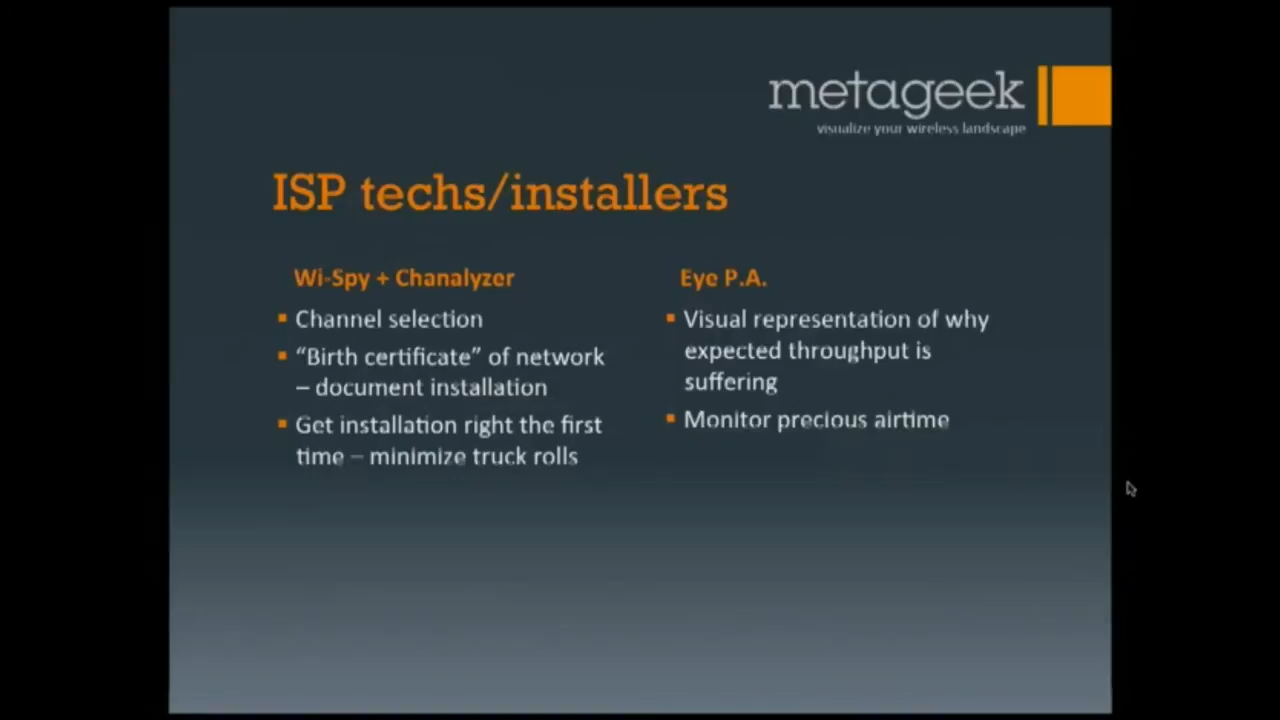 metageek
visualize your wireless landscape
ISP techs/installers
Wi-Spy + Chanalyzer
Channel selection
“Birth certificate” of network
– document installation
Get installation right the first
time – minimize truck rolls
Eye P.A.
Visual representation of why
expected throughput is
suffering
Monitor precious airtime